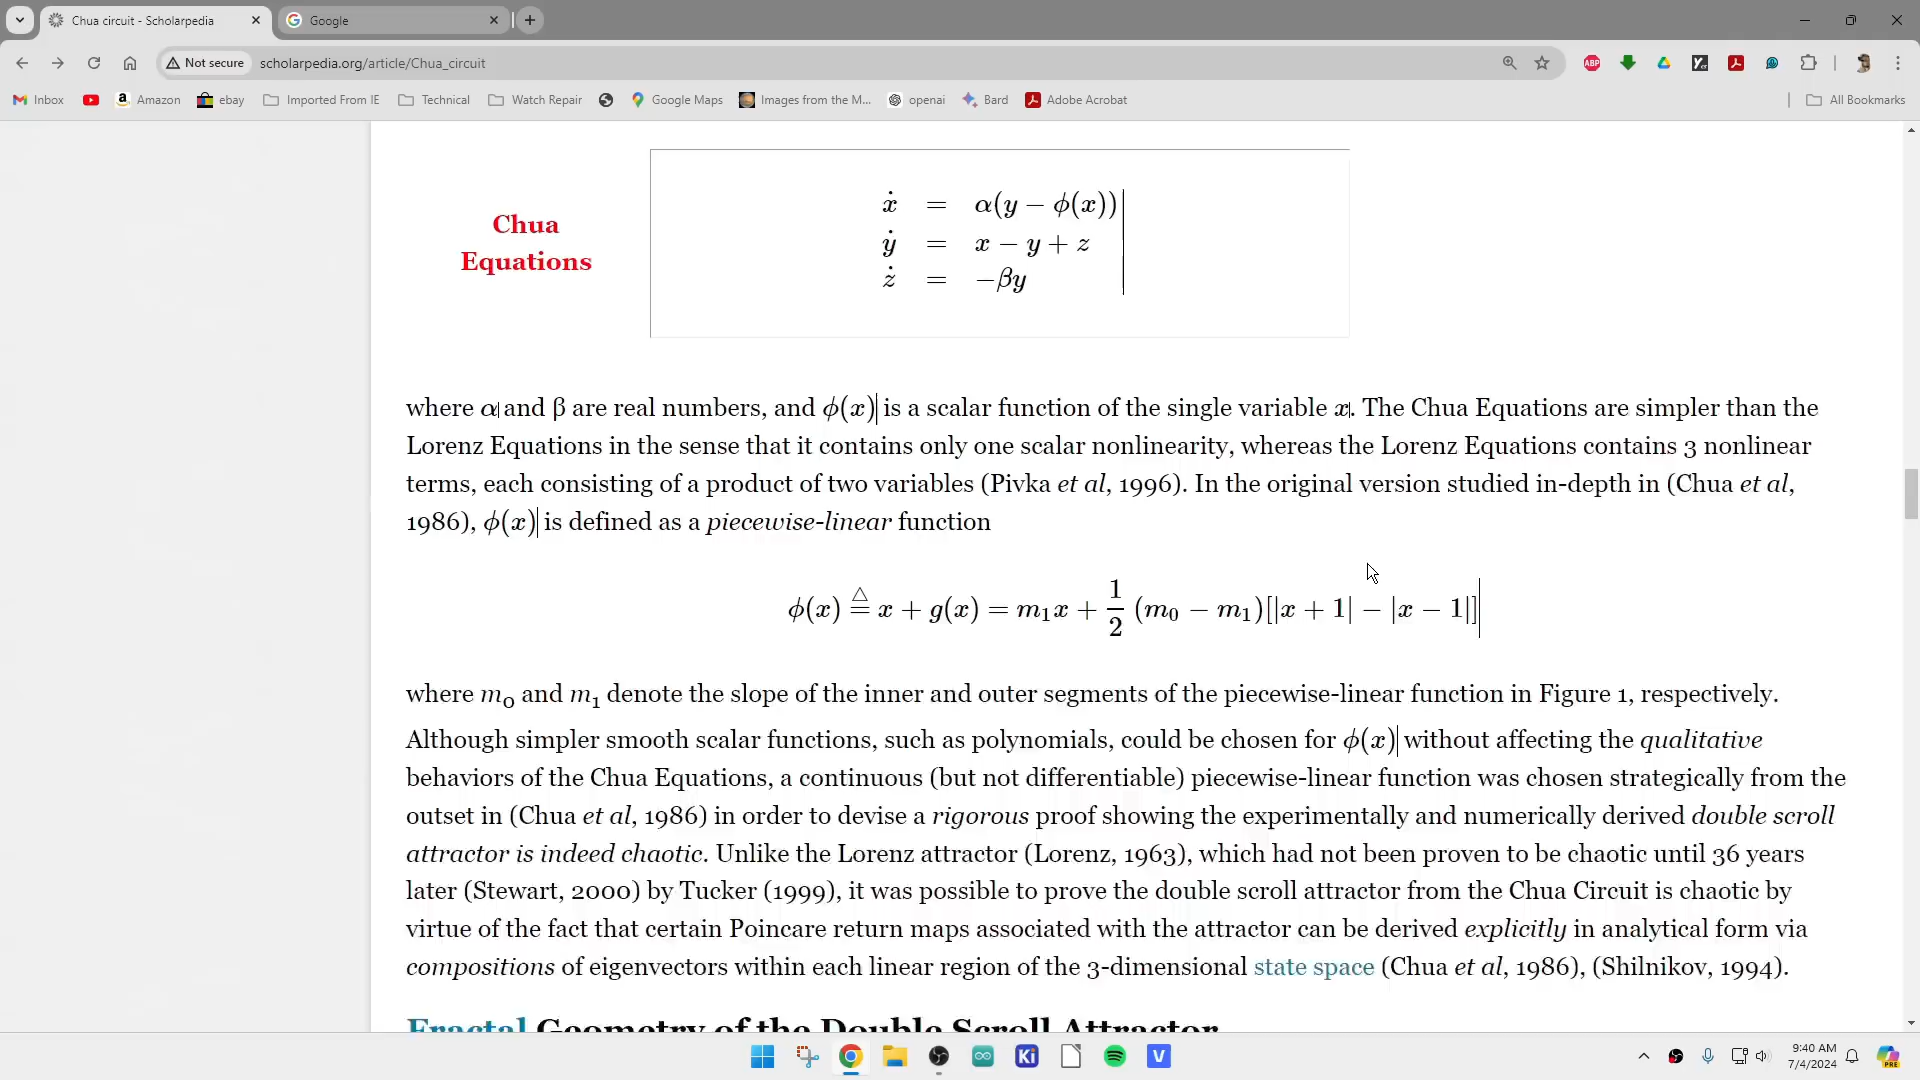 Chua circuit - Scholarpedia
Google
Not secure
scholarpedia.org/article/Chua_circuit
ABP
Inbox
Amazon
ebay
Imported From IE
Technical
Watch Repair
Google Maps
Images from the M...
openai
Bard
Adobe Acrobat
All Bookmarks
Chua
Equations
ẋ = α(y − ϕ(x))
ẏ = x − y + z
ż = −βy
where α and β are real numbers, and ϕ(x) is a scalar function of the single variable x. The Chua Equations are simpler than the
Lorenz Equations in the sense that it contains only one scalar nonlinearity, whereas the Lorenz Equations contains 3 nonlinear
terms, each consisting of a product of two variables (Pivka et al, 1996). In the original version studied in-depth in (Chua et al,
1986), ϕ(x) is defined as a piecewise-linear function
ϕ(x) ≜ x + g(x) = m₁x + 1/2 (m₀ − m₁)[|x + 1| − |x − 1|]
where m₀ and m₁ denote the slope of the inner and outer segments of the piecewise-linear function in Figure 1, respectively.
Although simpler smooth scalar functions, such as polynomials, could be chosen for ϕ(x) without affecting the qualitative
behaviors of the Chua Equations, a continuous (but not differentiable) piecewise-linear function was chosen strategically from the
outset in (Chua et al, 1986) in order to devise a rigorous proof showing the experimentally and numerically derived double scroll
attractor is indeed chaotic. Unlike the Lorenz attractor (Lorenz, 1963), which had not been proven to be chaotic until 36 years
later (Stewart, 2000) by Tucker (1999), it was possible to prove the double scroll attractor from the Chua Circuit is chaotic by
virtue of the fact that certain Poincare return maps associated with the attractor can be derived explicitly in analytical form via
compositions of eigenvectors within each linear region of the 3-dimensional state space (Chua et al, 1986), (Shilnikov, 1994).
Fractal Geometry of the Double Scroll Attractor
Ki
V
9:40 AM
7/4/2024
PRE